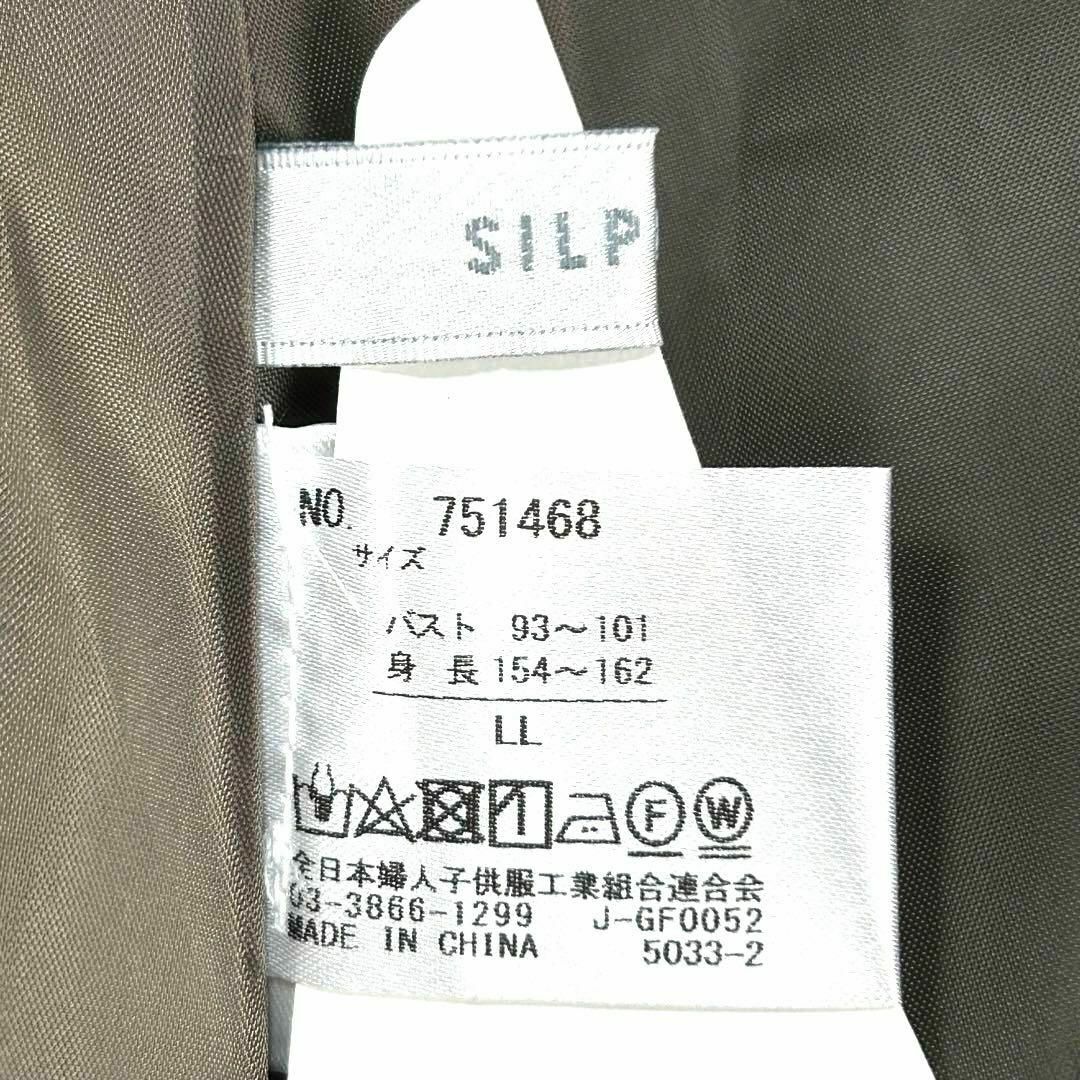 SILP
NO. 751468
サイズ
バスト 93～101
身長 154～162
LL
F W
全日本婦人子供服工業組合連合会
03-3866-1299 J-GF0052
MADE IN CHINA 5033-2